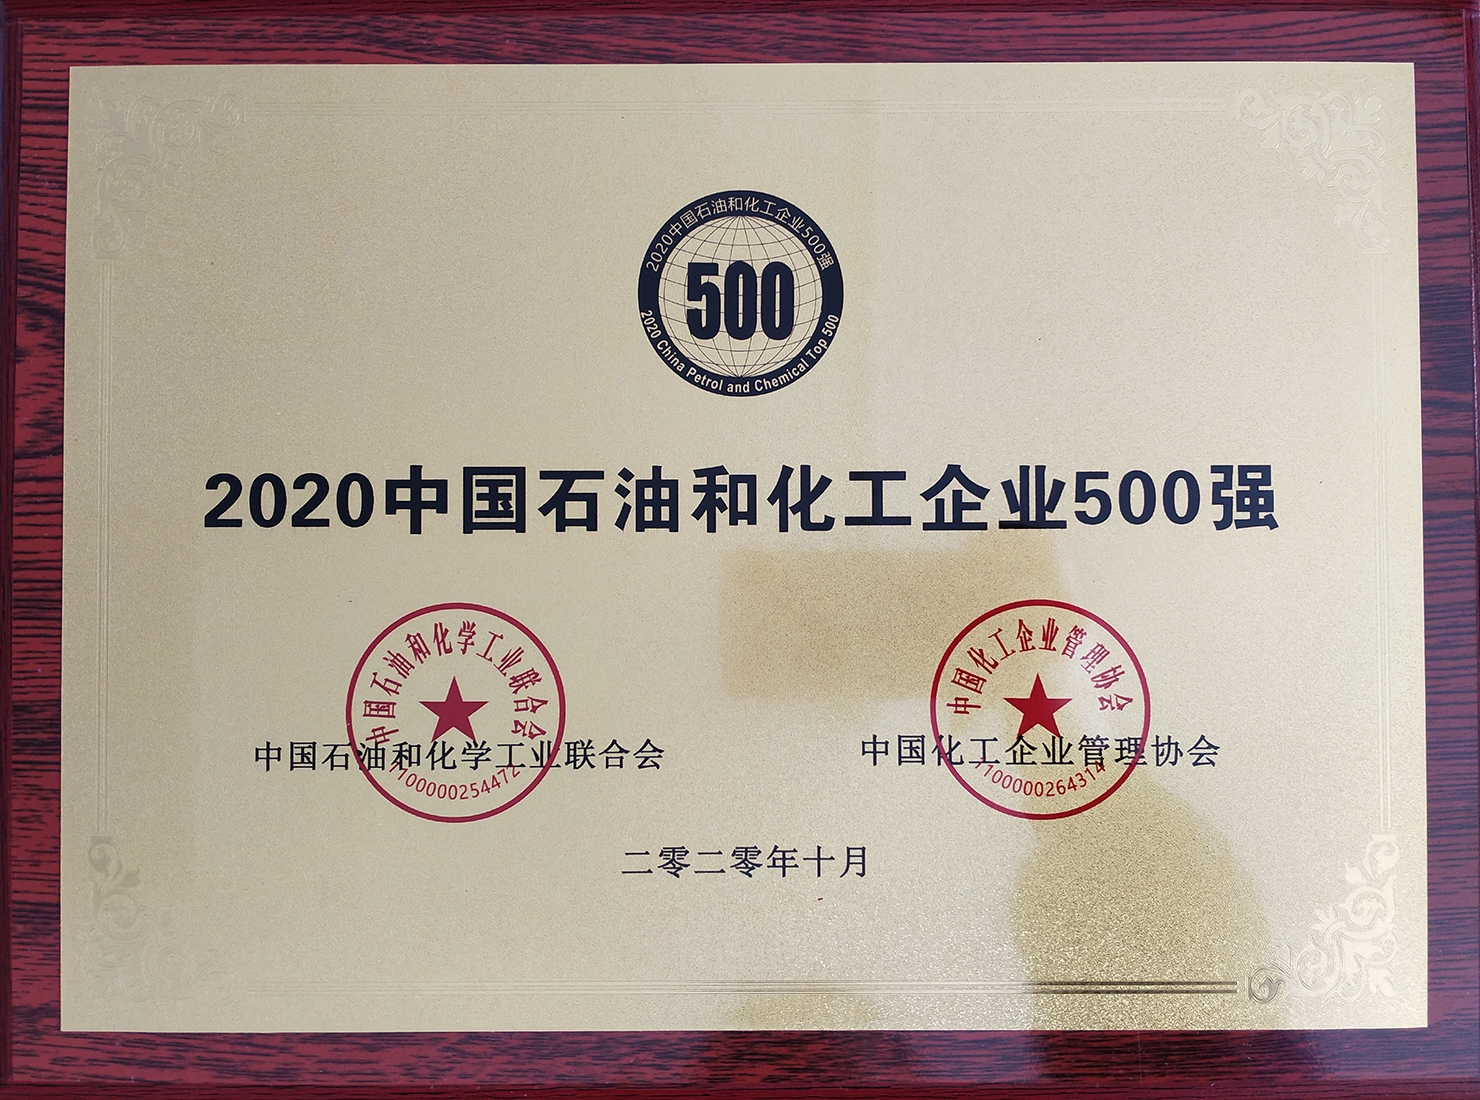 2020中国石油和化工企业500强
500
2020 China Petrol and Chemical Top 500
2020中国石油和化工企业500强
中国石油和化学工业联合会
1100000254472
中国石油和化学工业联合会
中国化工企业管理协会
1100000264314
中国化工企业管理协会
二零二零年十月